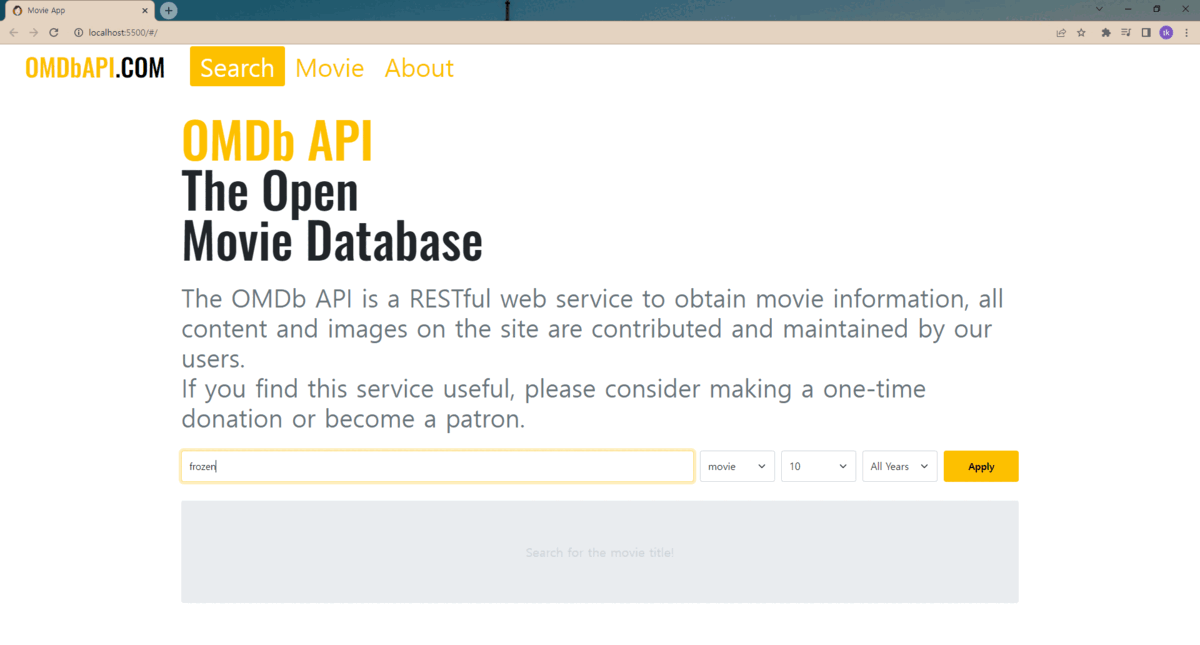 Movie App
localhost:5500/#/
tk
OMDbAPI.COM
Search
Movie
About
OMDb API
The Open
Movie Database
The OMDb API is a RESTful web service to obtain movie information, all
content and images on the site are contributed and maintained by our
users.
If you find this service useful, please consider making a one-time
donation or become a patron.
frozen
movie
10
All Years
Apply
Search for the movie title!